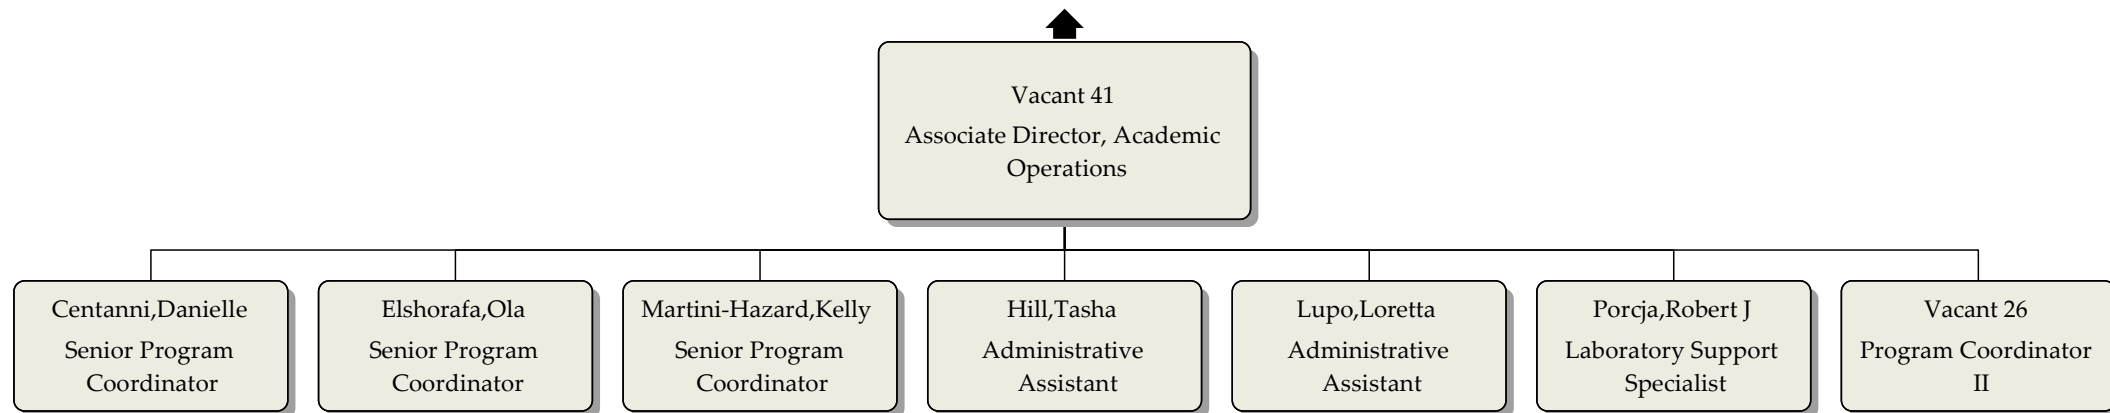 Vacant 41
Associate Director, Academic
Operations
Centanni,Danielle
Senior Program
Coordinator
Elshorafa,Ola
Senior Program
Coordinator
Martini-Hazard,Kelly
Senior Program
Coordinator
Hill,Tasha
Administrative
Assistant
Lupo,Loretta
Administrative
Assistant
Porcja,Robert J
Laboratory Support
Specialist
Vacant 26
Program Coordinator
II